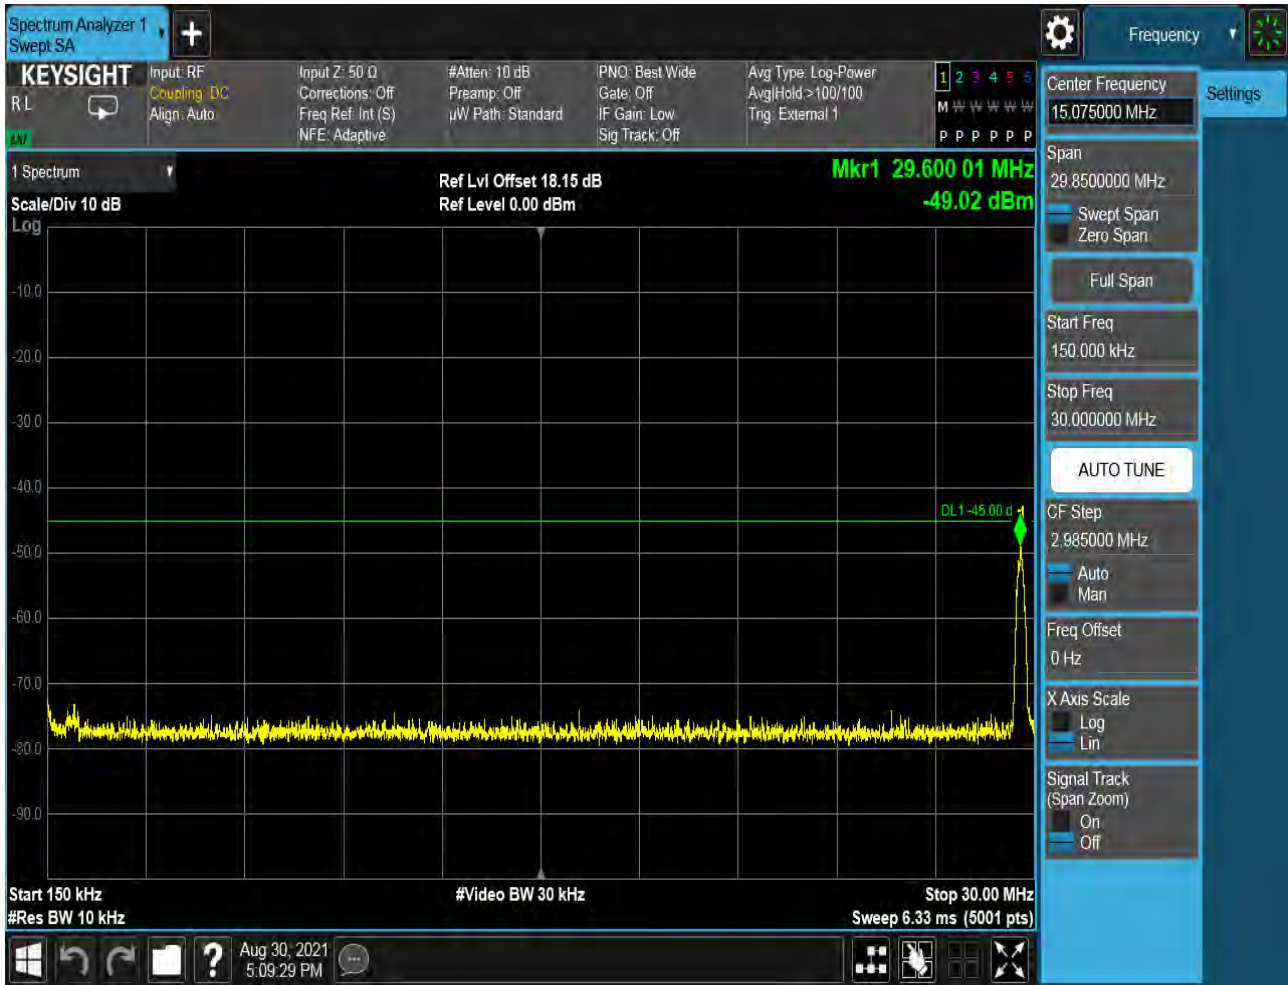 Spectrum Analyzer 1
Swept SA
Frequency
KEYSIGHT
R L
Input: RF
Coupling: DC
Align: Auto
Input Z: 50 Ω
Corrections: Off
Freq Ref: Int (S)
NFE: Adaptive
#Atten: 10 dB
Preamp: Off
µW Path: Standard
PNO: Best Wide
Gate: Off
IF Gain: Low
Sig Track: Off
Avg Type: Log-Power
Avg|Hold:>100/100
Trig: External 1
1 2 3 4 5 6
M W W W W W
P P P P P P
1 Spectrum
Scale/Div 10 dB
Log
Ref Lvl Offset 18.15 dB
Ref Level 0.00 dBm
Mkr1 29.600 01 MHz
-49.02 dBm
-10.0
-20.0
-30.0
-40.0
DL1 -45.00 d
-50.0
-60.0
-70.0
-80.0
-90.0
Start 150 kHz
#Res BW 10 kHz
#Video BW 30 kHz
Stop 30.00 MHz
Sweep 6.33 ms (5001 pts)
Aug 30, 2021
5:09:29 PM
Center Frequency
15.075000 MHz
Settings
Span
29.8500000 MHz
Swept Span
Zero Span
Full Span
Start Freq
150.000 kHz
Stop Freq
30.000000 MHz
AUTO TUNE
CF Step
2.985000 MHz
Auto
Man
Freq Offset
0 Hz
X Axis Scale
Log
Lin
Signal Track
(Span Zoom)
On
Off